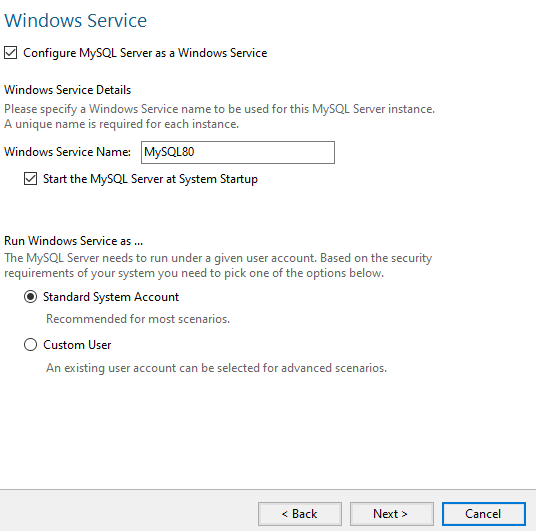 Windows Service
Configure MySQL Server as a Windows Service
Windows Service Details
Please specify a Windows Service name to be used for this MySQL Server instance.
A unique name is required for each instance.
Windows Service Name: MySQL80
Start the MySQL Server at System Startup
Run Windows Service as ...
The MySQL Server needs to run under a given user account. Based on the security
requirements of your system you need to pick one of the options below.
Standard System Account
Recommended for most scenarios.
Custom User
An existing user account can be selected for advanced scenarios.
< Back Next > Cancel